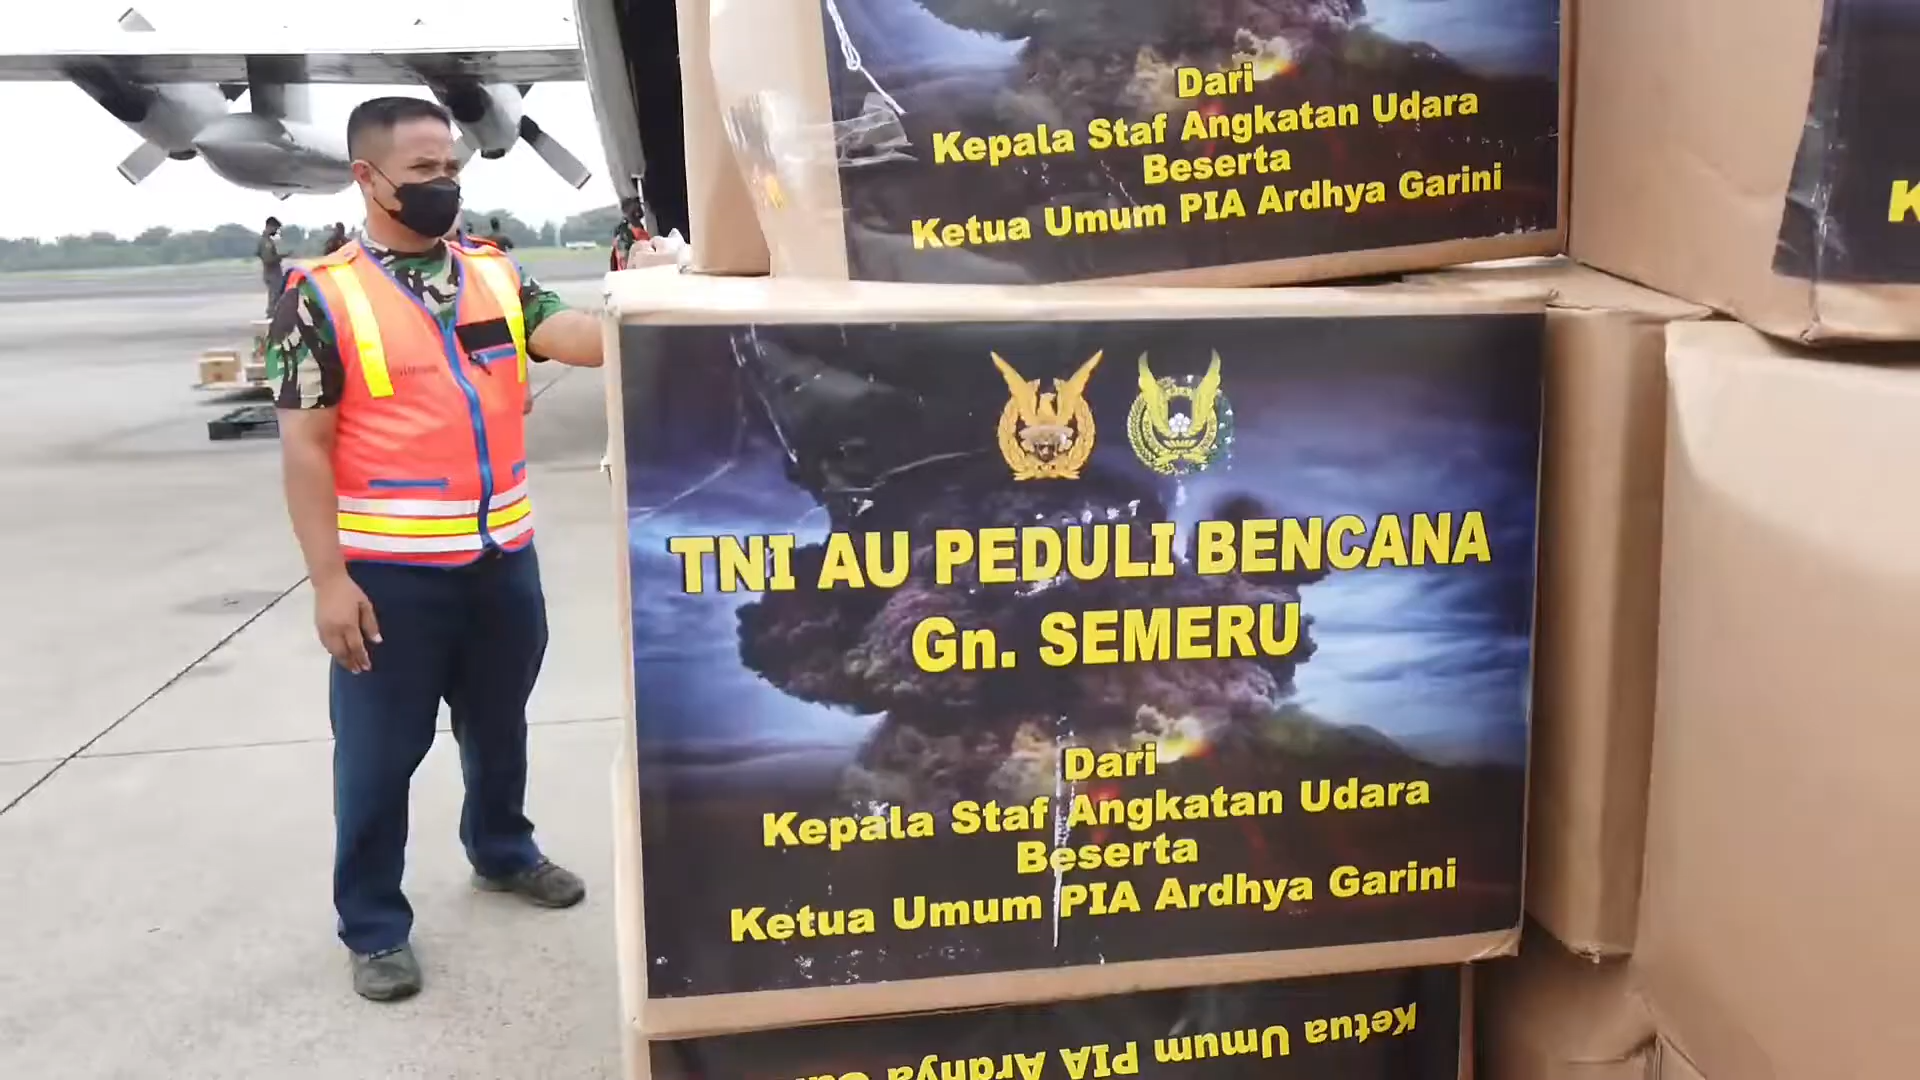 Dari
Kepala Staf Angkatan Udara
Beserta
Ketua Umum PIA Ardhya Garini
TNI AU PEDULI BENCANA
Gn. SEMERU
Dari
Kepala Staf Angkatan Udara
Beserta
Ketua Umum PIA Ardhya Garini
Ketua Umum PIA Ardhya